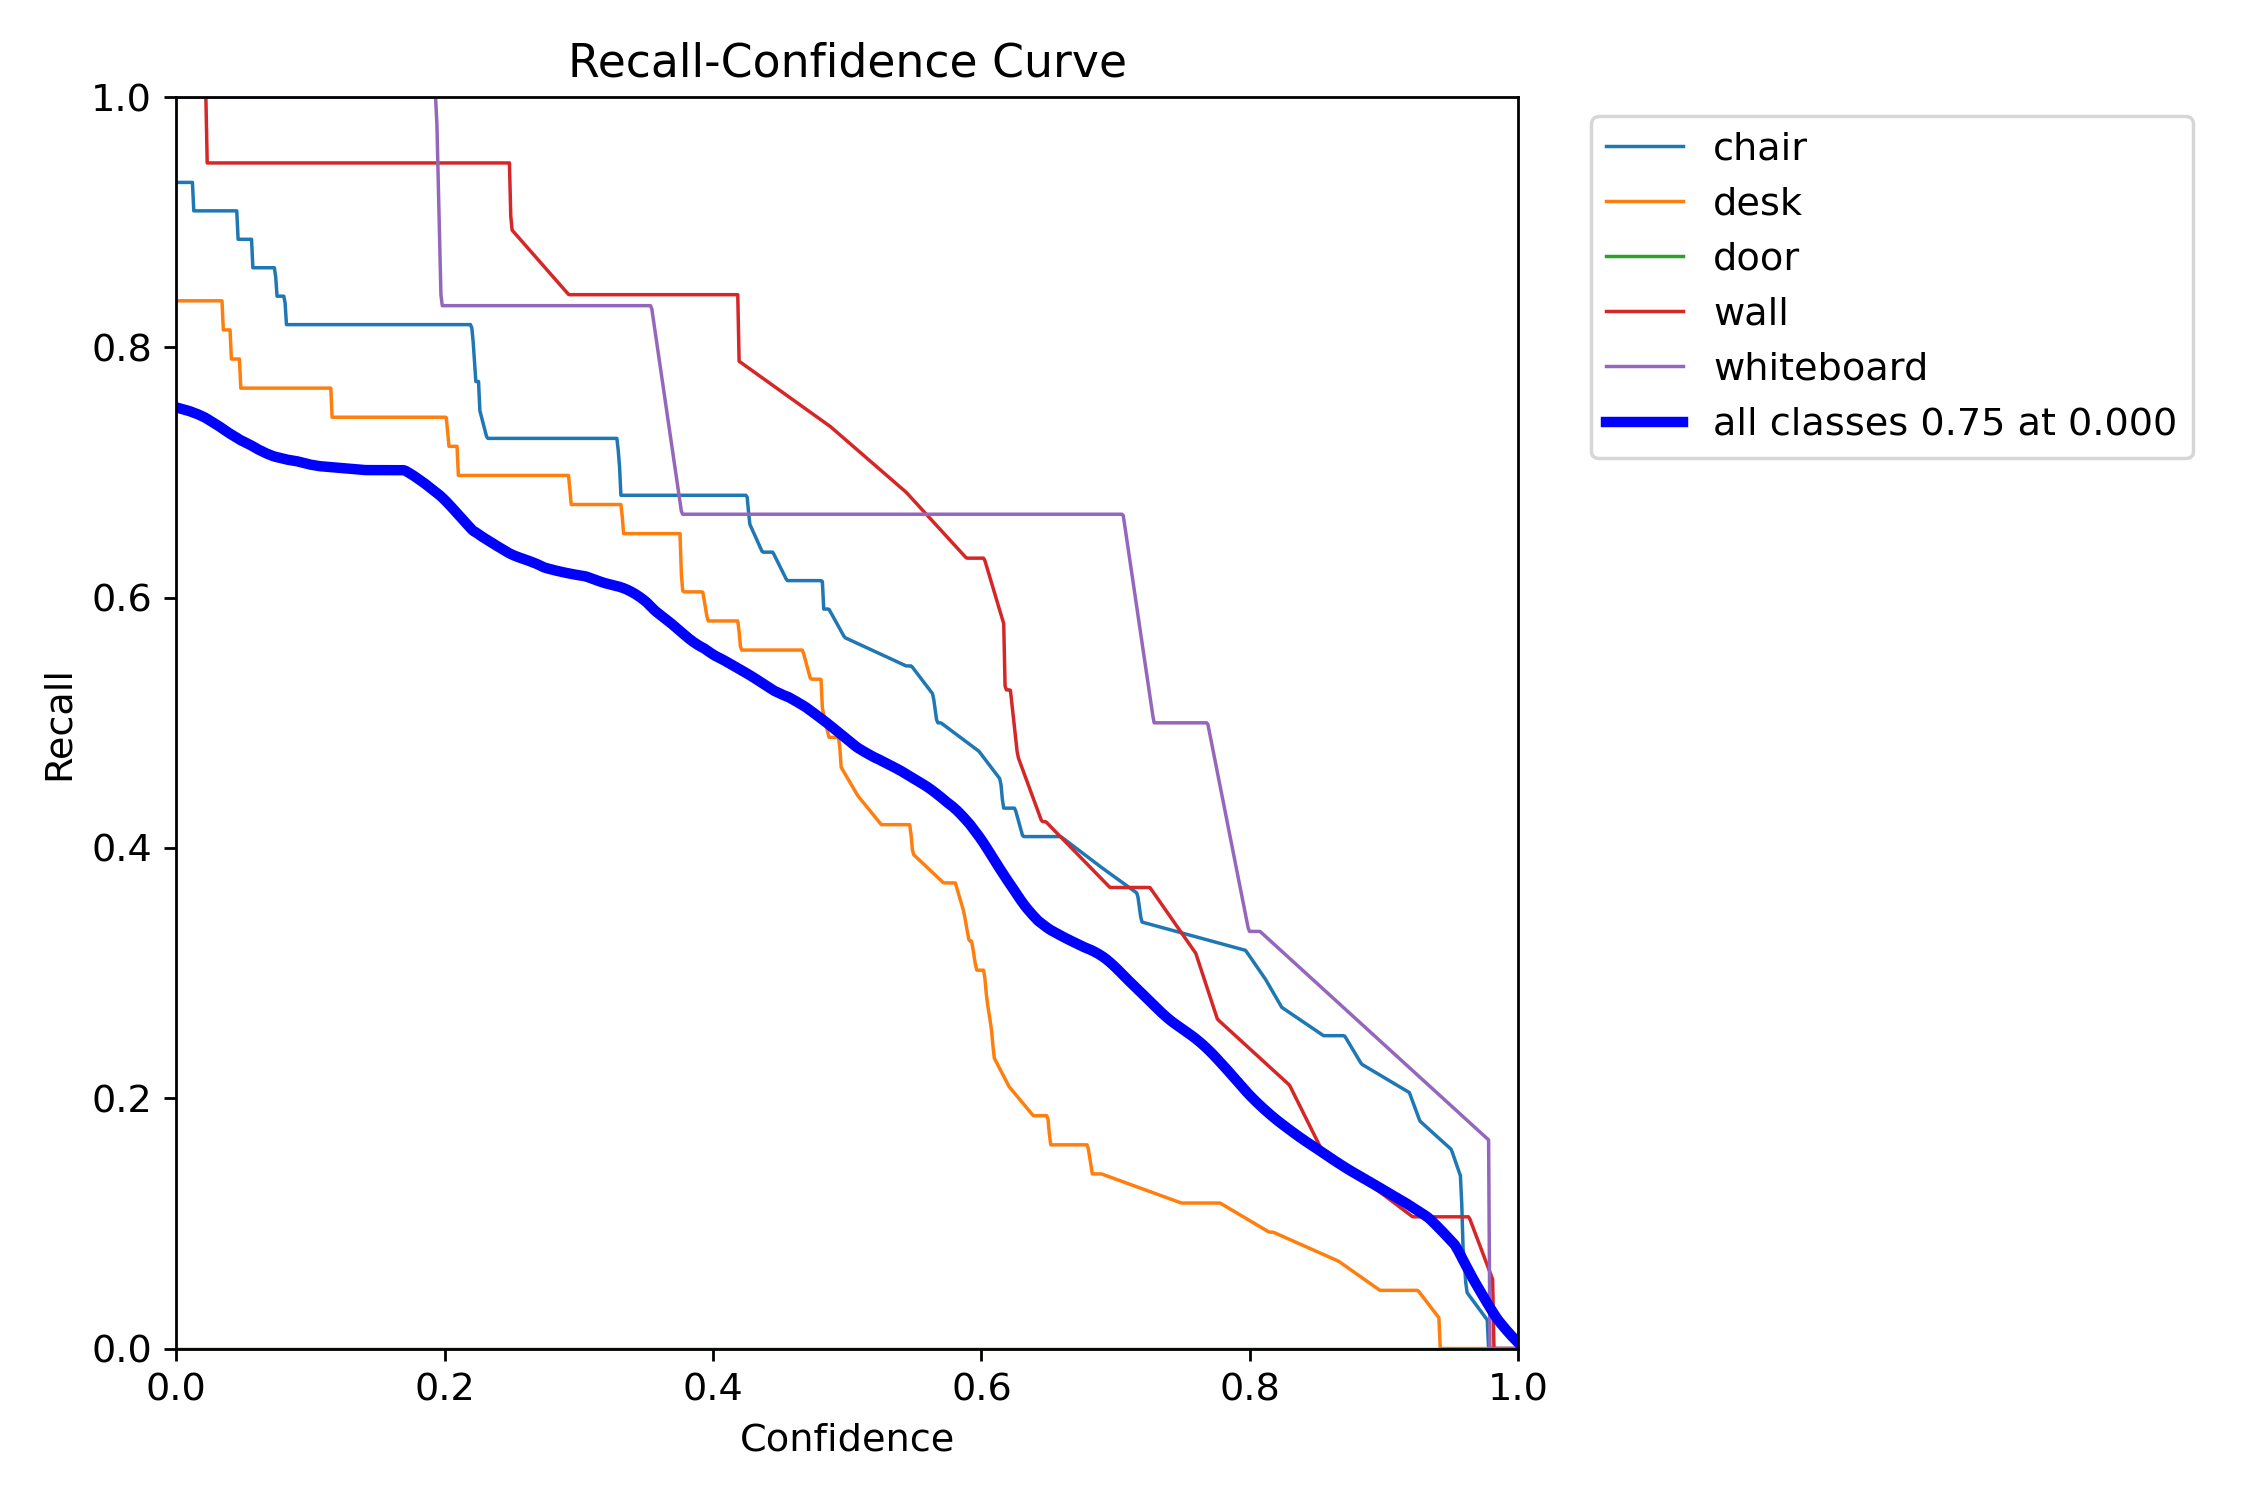 Recall-Confidence Curve
1.0
0.8
0.6
0.4
0.2
0.0
Recall
0.0 0.2 0.4 0.6 0.8 1.0
Confidence
chair
desk
door
wall
whiteboard
all classes 0.75 at 0.000